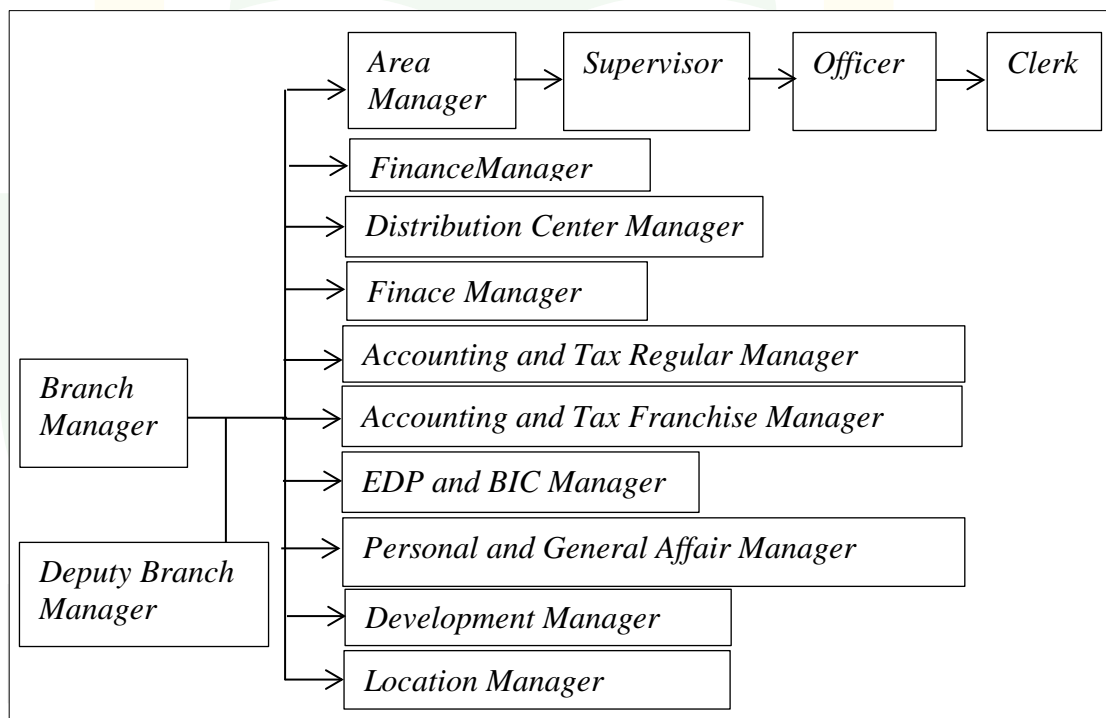 Area
Manager
Supervisor
Officer
Clerk
FinanceManager
Distribution Center Manager
Finace Manager
Accounting and Tax Regular Manager
Branch
Manager
Accounting and Tax Franchise Manager
EDP and BIC Manager
Personal and General Affair Manager
Deputy Branch
Manager
Development Manager
Location Manager